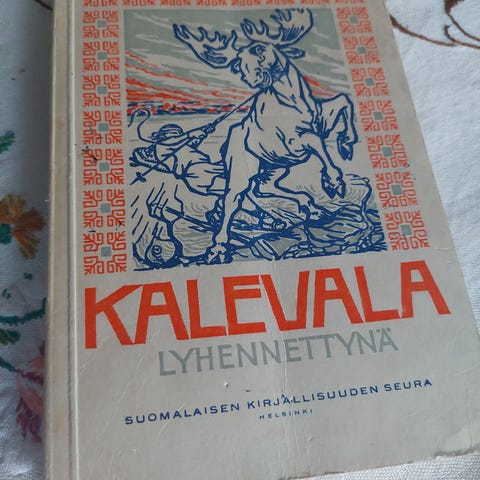 KALEVALA
LYHENNETTYNÄ
SUOMALAISEN KIRJALLISUUDEN SEURA
HELSINKI